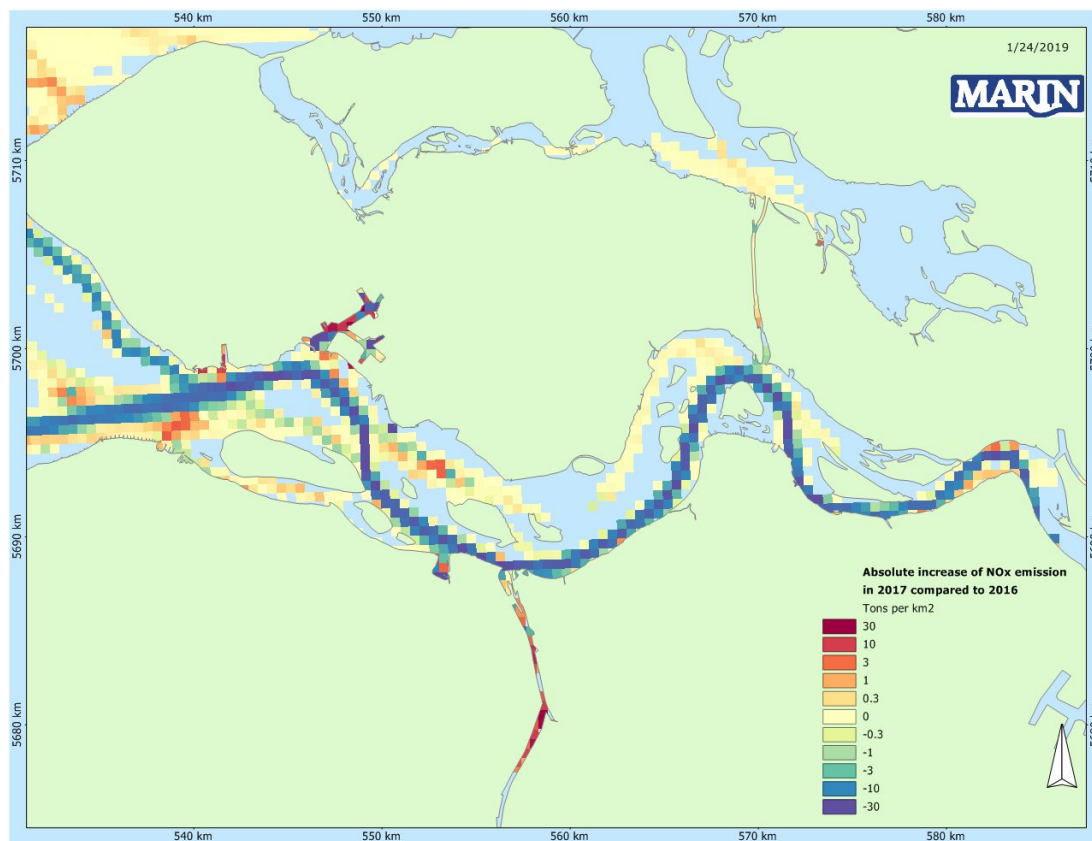 540 km 550 km 560 km 570 km 580 km
1/24/2019
MARIN
5710 km
5700 km
5690 km
5680 km
Absolute increase of NOx emission
in 2017 compared to 2016
Tons per km2
30
10
3
1
0.3
0
-0.3
-1
-3
-10
-30
540 km 550 km 560 km 570 km 580 km